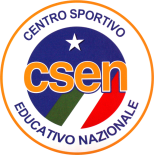 CENTRO SPORTIVO
csen
EDUCATIVO NAZIONALE